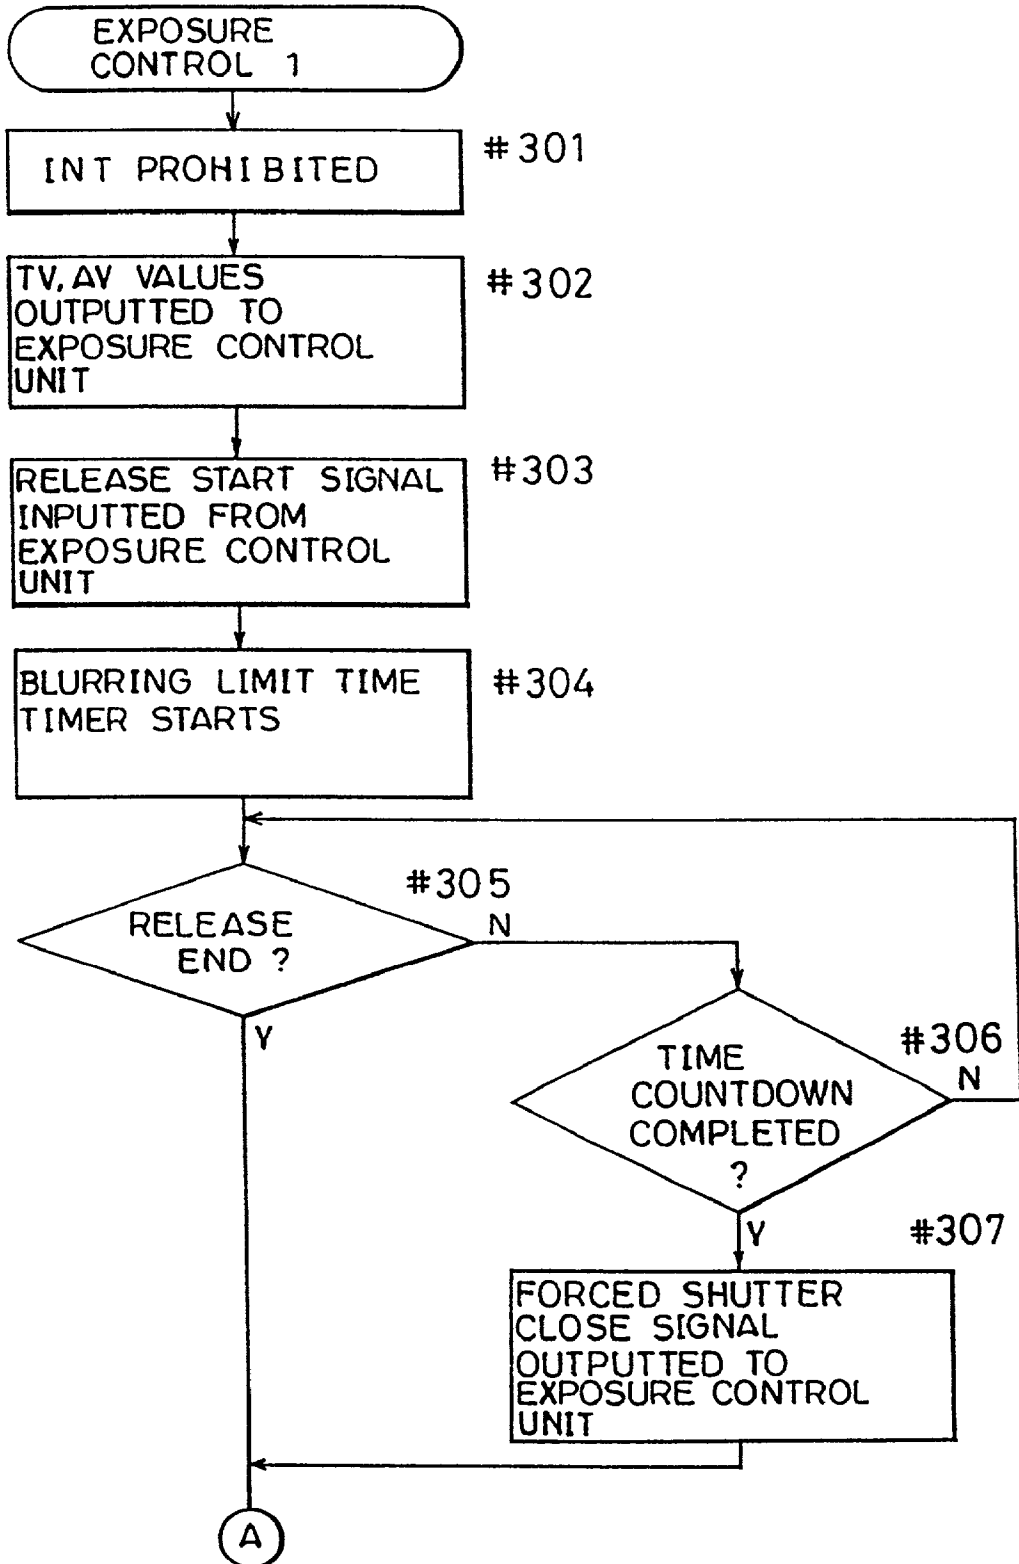 EXPOSURE
CONTROL 1
INT PROHIBITED
#301
TV, AV VALUES
OUTPUTTED TO
EXPOSURE CONTROL
UNIT
#302
RELEASE START SIGNAL
INPUTTED FROM
EXPOSURE CONTROL
UNIT
#303
BLURRING LIMIT TIME
TIMER STARTS
#304
#305
RELEASE
END ?
N
Y
#306
TIME
COUNTDOWN
COMPLETED
?
N
Y
#307
FORCED SHUTTER
CLOSE SIGNAL
OUTPUTTED TO
EXPOSURE CONTROL
UNIT
A